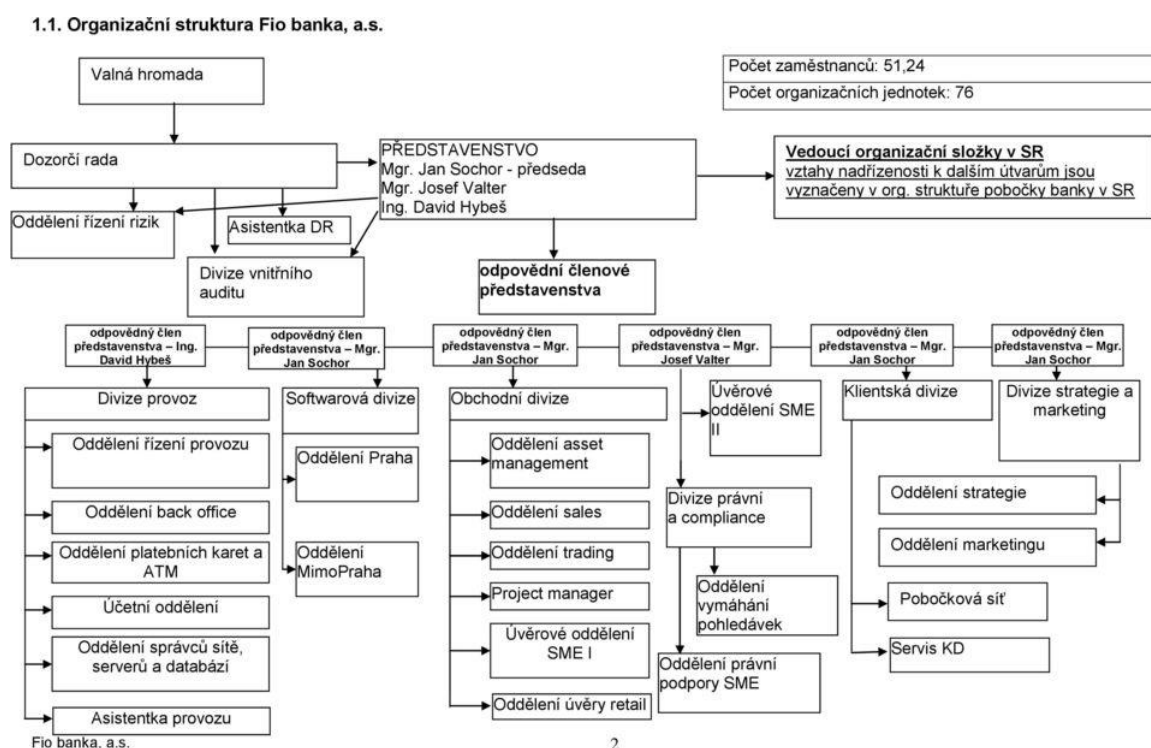 1.1. Organizační struktura Fio banka, a.s.
Valná hromada
Počet zaměstnanců: 51,24
Počet organizačních jednotek: 76
Dozorčí rada
PŘEDSTAVENSTVO
Mgr. Jan Sochor - předseda
Mgr. Josef Valter
Ing. David Hybeš
Vedoucí organizační složky v SR
vztahy nadřízenosti k dalším útvarům jsou
vyznačeny v org. struktuře pobočky banky v SR
Oddělení řízení rizik
Asistentka DR
Divize vnitřního
auditu
odpovědní členové
představenstva
odpovědný člen
představenstva – Ing.
David Hybeš
odpovědný člen
představenstva – Mgr.
Jan Sochor
odpovědný člen
představenstva – Mgr.
Jan Sochor
odpovědný člen
představenstva – Mgr.
Josef Valter
odpovědný člen
představenstva – Mgr.
Jan Sochor
odpovědný člen
představenstva – Mgr.
Jan Sochor
Divize provoz
Oddělení řízení provozu
Oddělení back office
Oddělení platebních karet a
ATM
Účetní oddělení
Oddělení správců sítě,
serverů a databází
Asistentka provozu
Softwarová divize
Oddělení Praha
Oddělení
MimoPraha
Obchodní divize
Oddělení asset
management
Oddělení sales
Oddělení trading
Project manager
Úvěrové oddělení
SME I
Oddělení úvěry retail
Úvěrové
oddělení SME
II
Divize právní
a compliance
Oddělení
vymáhání
pohledávek
Oddělení právní
podpory SME
Klientská divize
Pobočková síť
Servis KD
Divize strategie a
marketing
Oddělení strategie
Oddělení marketingu
Fio banka, a.s.
2